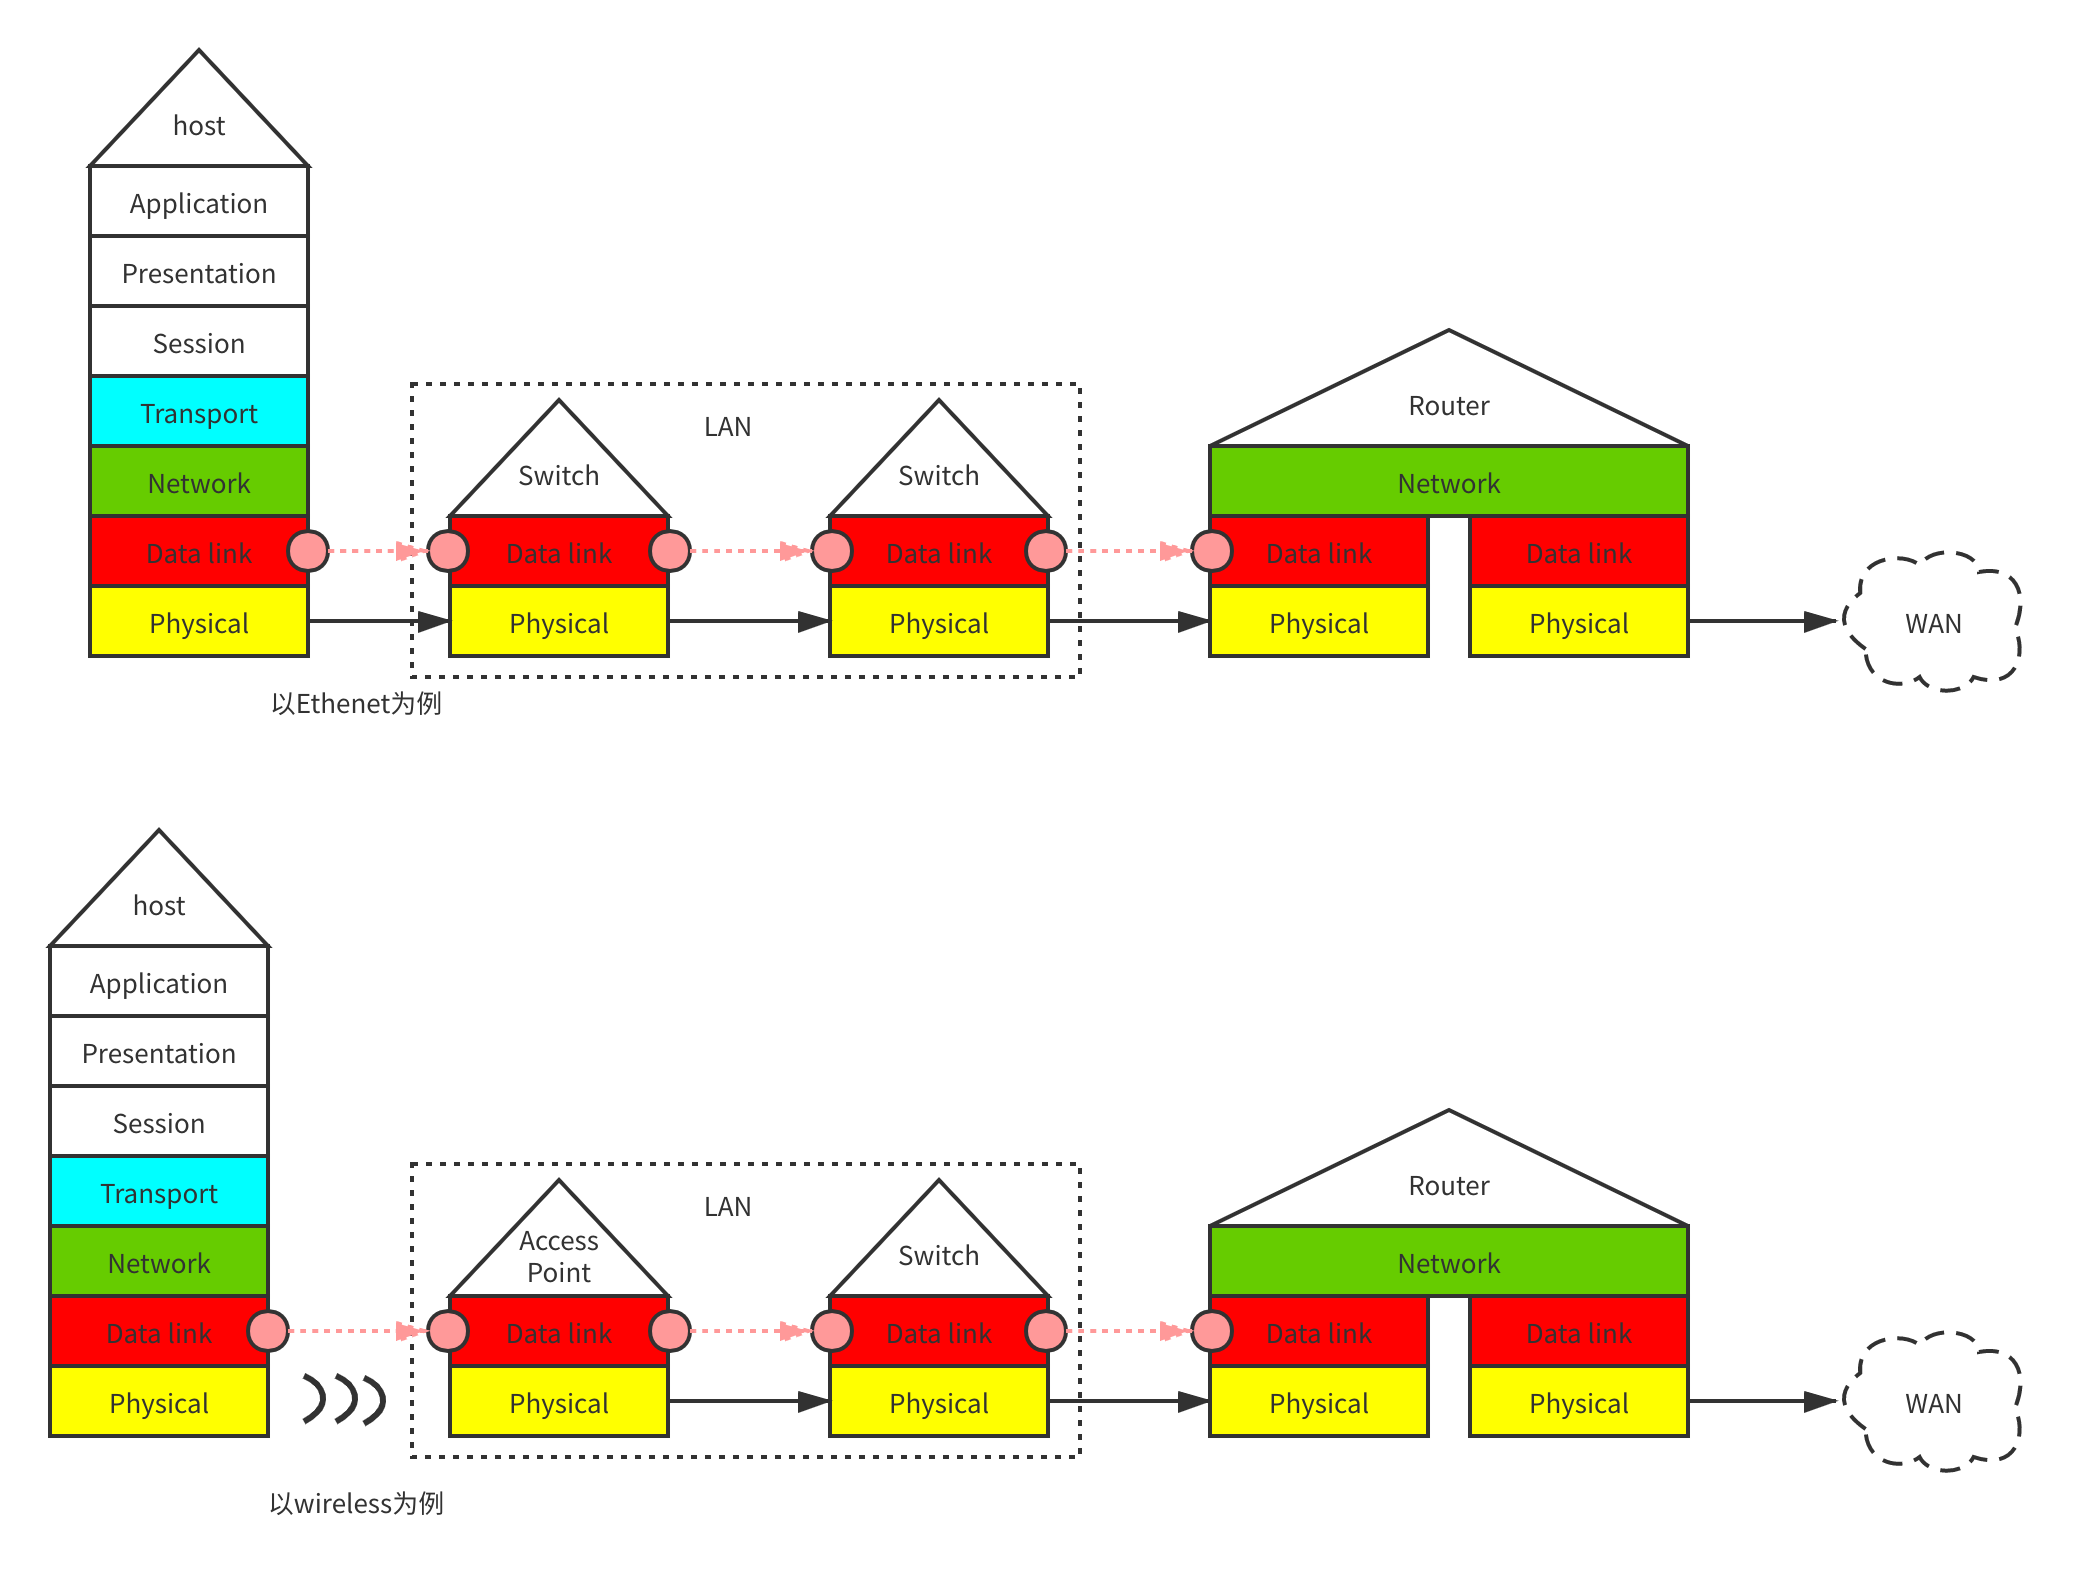 host
Application
Presentation
Session
Transport
Network
Data link
Physical
LAN
Switch
Data link
Physical
Switch
Data link
Physical
Router
Network
Data link
Physical
Data link
Physical
WAN
以Ethenet为例
host
Application
Presentation
Session
Transport
Network
Data link
Physical
LAN
Access
Point
Data link
Physical
Switch
Data link
Physical
Router
Network
Data link
Physical
Data link
Physical
WAN
以wireless为例